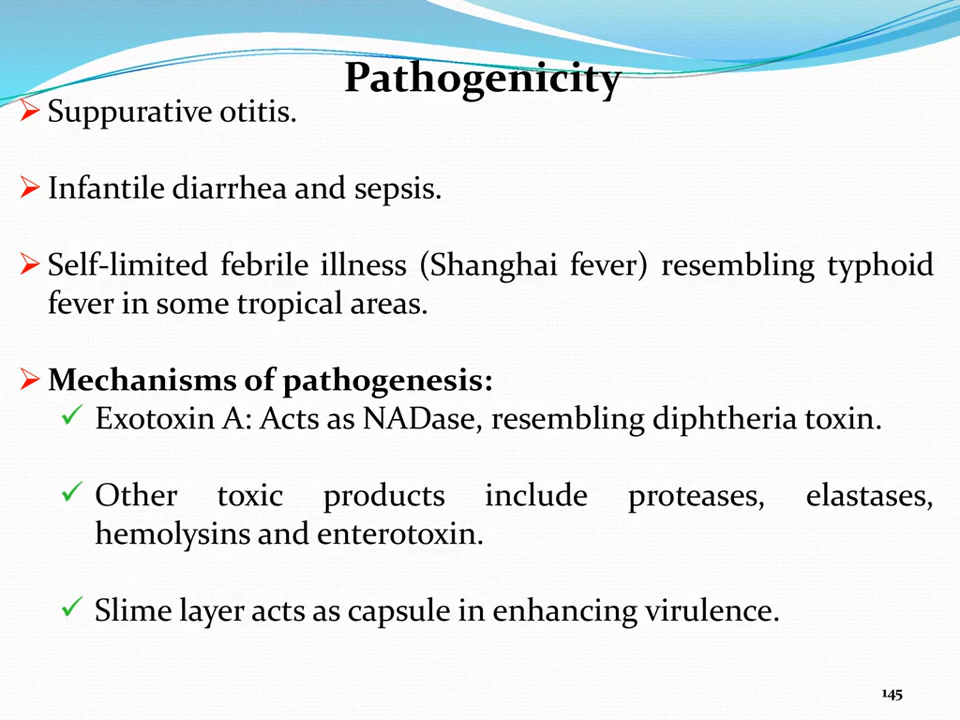 Pathogenicity
Suppurative otitis.
Infantile diarrhea and sepsis.
Self-limited febrile illness (Shanghai fever) resembling typhoid
fever in some tropical areas.
Mechanisms of pathogenesis:
Exotoxin A: Acts as NADase, resembling diphtheria toxin.
Other toxic products include proteases, elastases,
hemolysins and enterotoxin.
Slime layer acts as capsule in enhancing virulence.
145